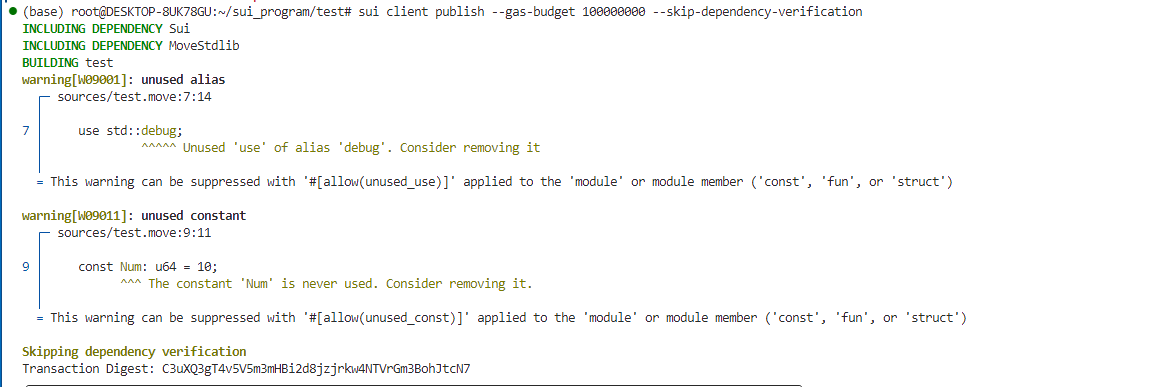 (base) root@DESKTOP-8UK78GU:~/sui_program/test# sui client publish --gas-budget 100000000 --skip-dependency-verification
INCLUDING DEPENDENCY Sui
INCLUDING DEPENDENCY MoveStdlib
BUILDING test
warning[W09001]: unused alias
sources/test.move:7:14
7 use std::debug;
^^^^^ Unused 'use' of alias 'debug'. Consider removing it
= This warning can be suppressed with '#[allow(unused_use)]' applied to the 'module' or module member ('const', 'fun', or 'struct')
warning[W09011]: unused constant
sources/test.move:9:11
9 const Num: u64 = 10;
^^^ The constant 'Num' is never used. Consider removing it.
= This warning can be suppressed with '#[allow(unused_const)]' applied to the 'module' or module member ('const', 'fun', or 'struct')
Skipping dependency verification
Transaction Digest: C3uXQ3gT4v5V5m3mHBi2d8jzjrkw4NTVrGm3BohJtcN7